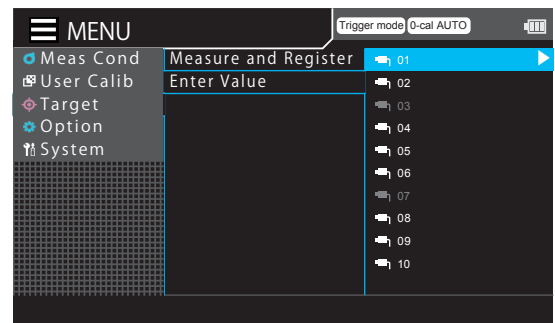 MENU
Trigger mode 0-cal AUTO
Meas Cond
User Calib
Target
Option
System
Measure and Register
Enter Value
01
02
03
04
05
06
07
08
09
10